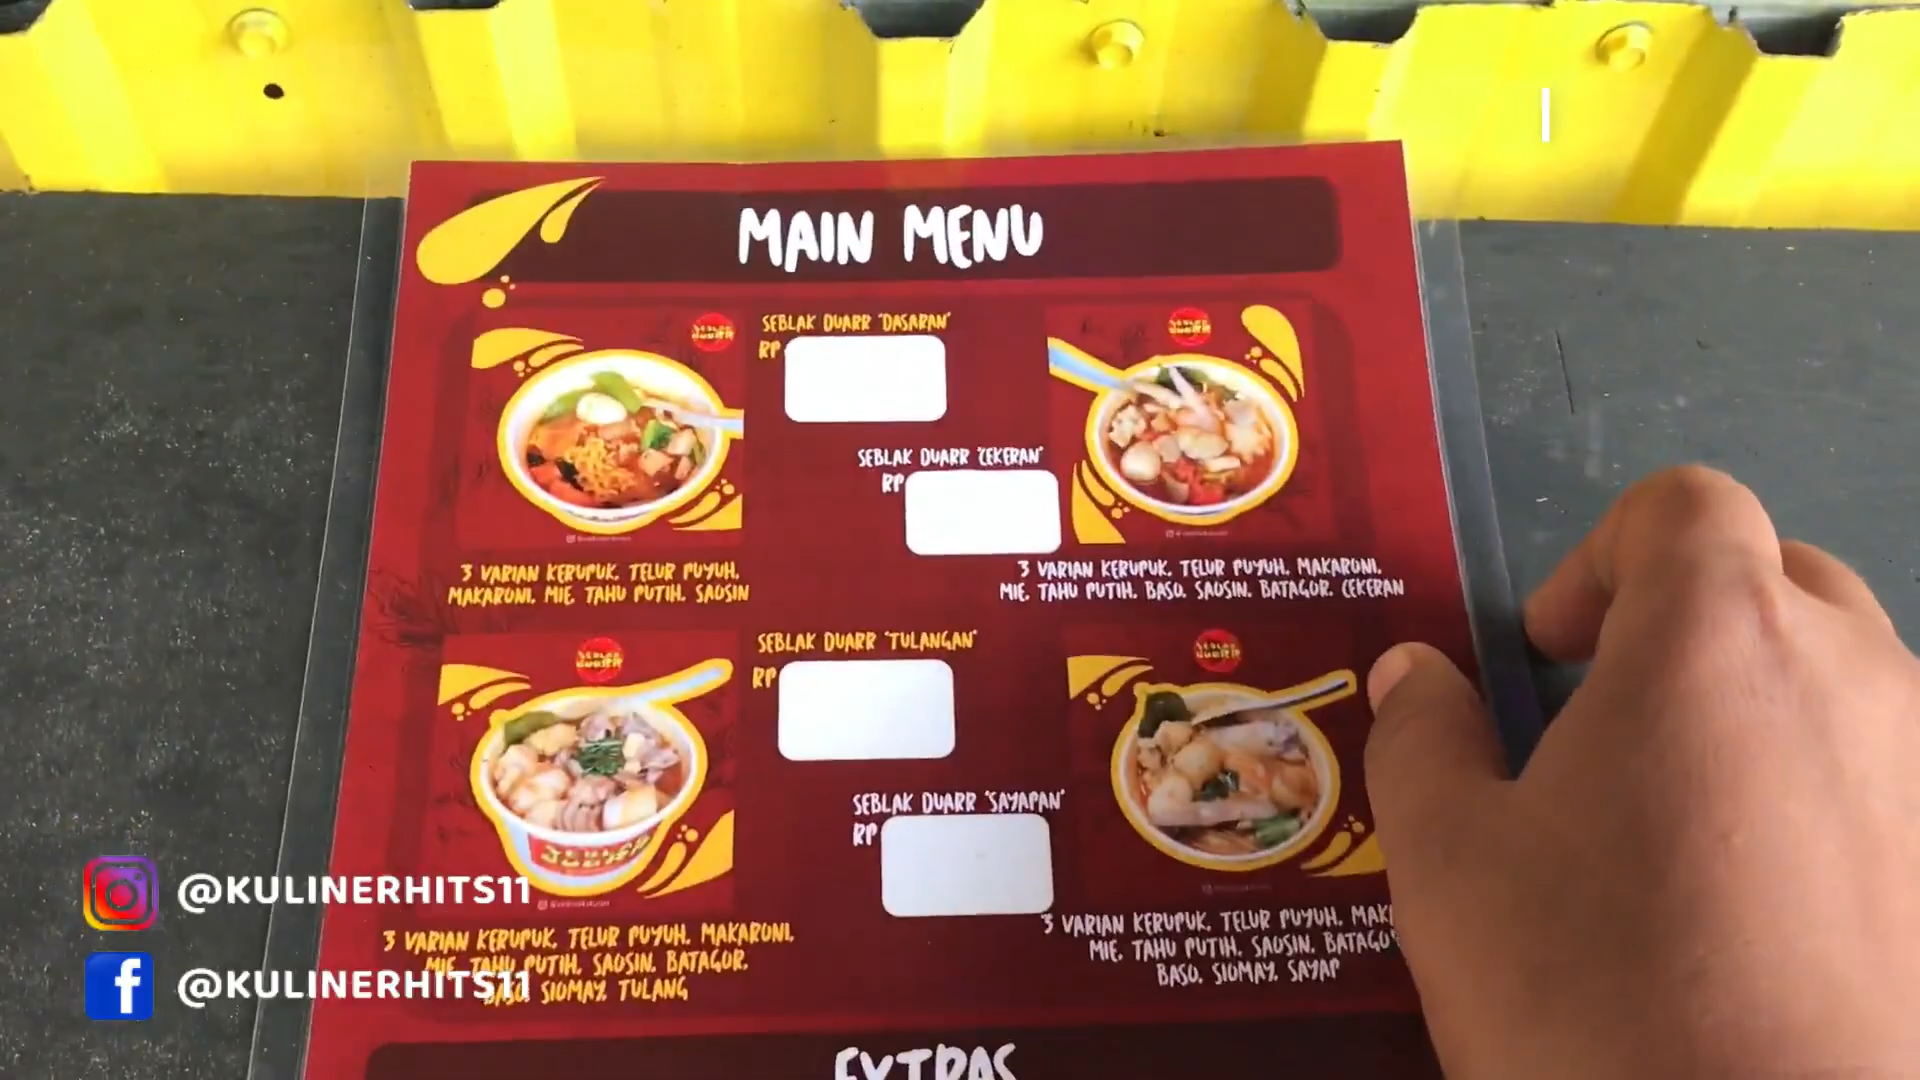 MAIN MENU
SEBLAK DUARR "DASARAN"
RP
SEBLAK DUARR "CEKERAN"
RP
3 VARIAN KERUPUK, TELUR PUYUH,
MAKARONI, MIE, TAHU PUTIH, SAOSIN
3 VARIAN KERUPUK, TELUR PUYUH, MAKARONI,
MIE, TAHU PUTIH, BASO, SAOSIN, BATAGOR, CEKERAN
SEBLAK DUARR "TULANGAN"
RP
SEBLAK DUARR "SAYAPAN"
RP
3 VARIAN KERUPUK, TELUR PUYUH, MAKARONI,
MIE, TAHU PUTIH, SAOSIN, BATAGOR,
BASO, SIOMAY, TULANG
3 VARIAN KERUPUK, TELUR PUYUH,
MIE, TAHU PUTIH, SAOSIN,
BASO, SIOMAY, SAYAP
EXTRAS
@KULINERHITS11
@KULINERHITS11